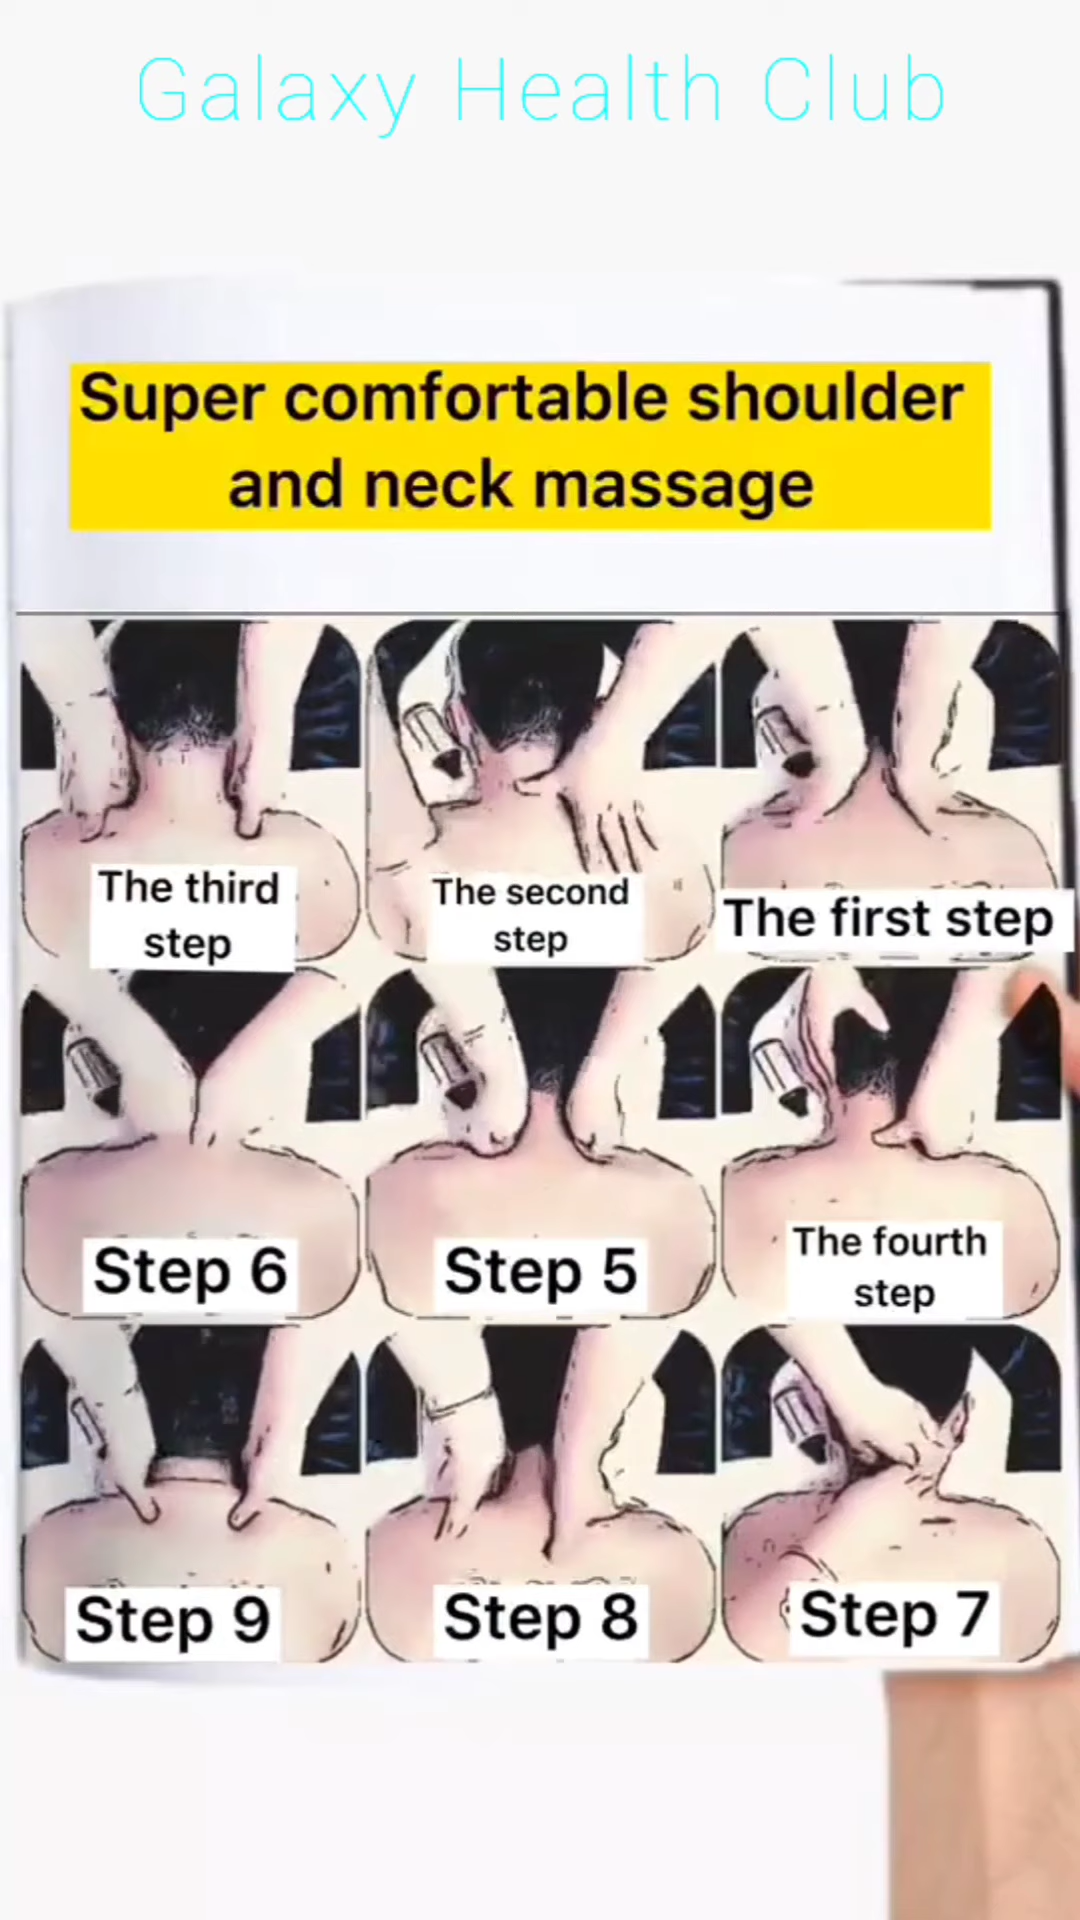 Galaxy Health Club
Super comfortable shoulder
and neck massage
The third
step
The second
step
The first step
Step 6
Step 5
The fourth
step
Step 9
Step 8
Step 7